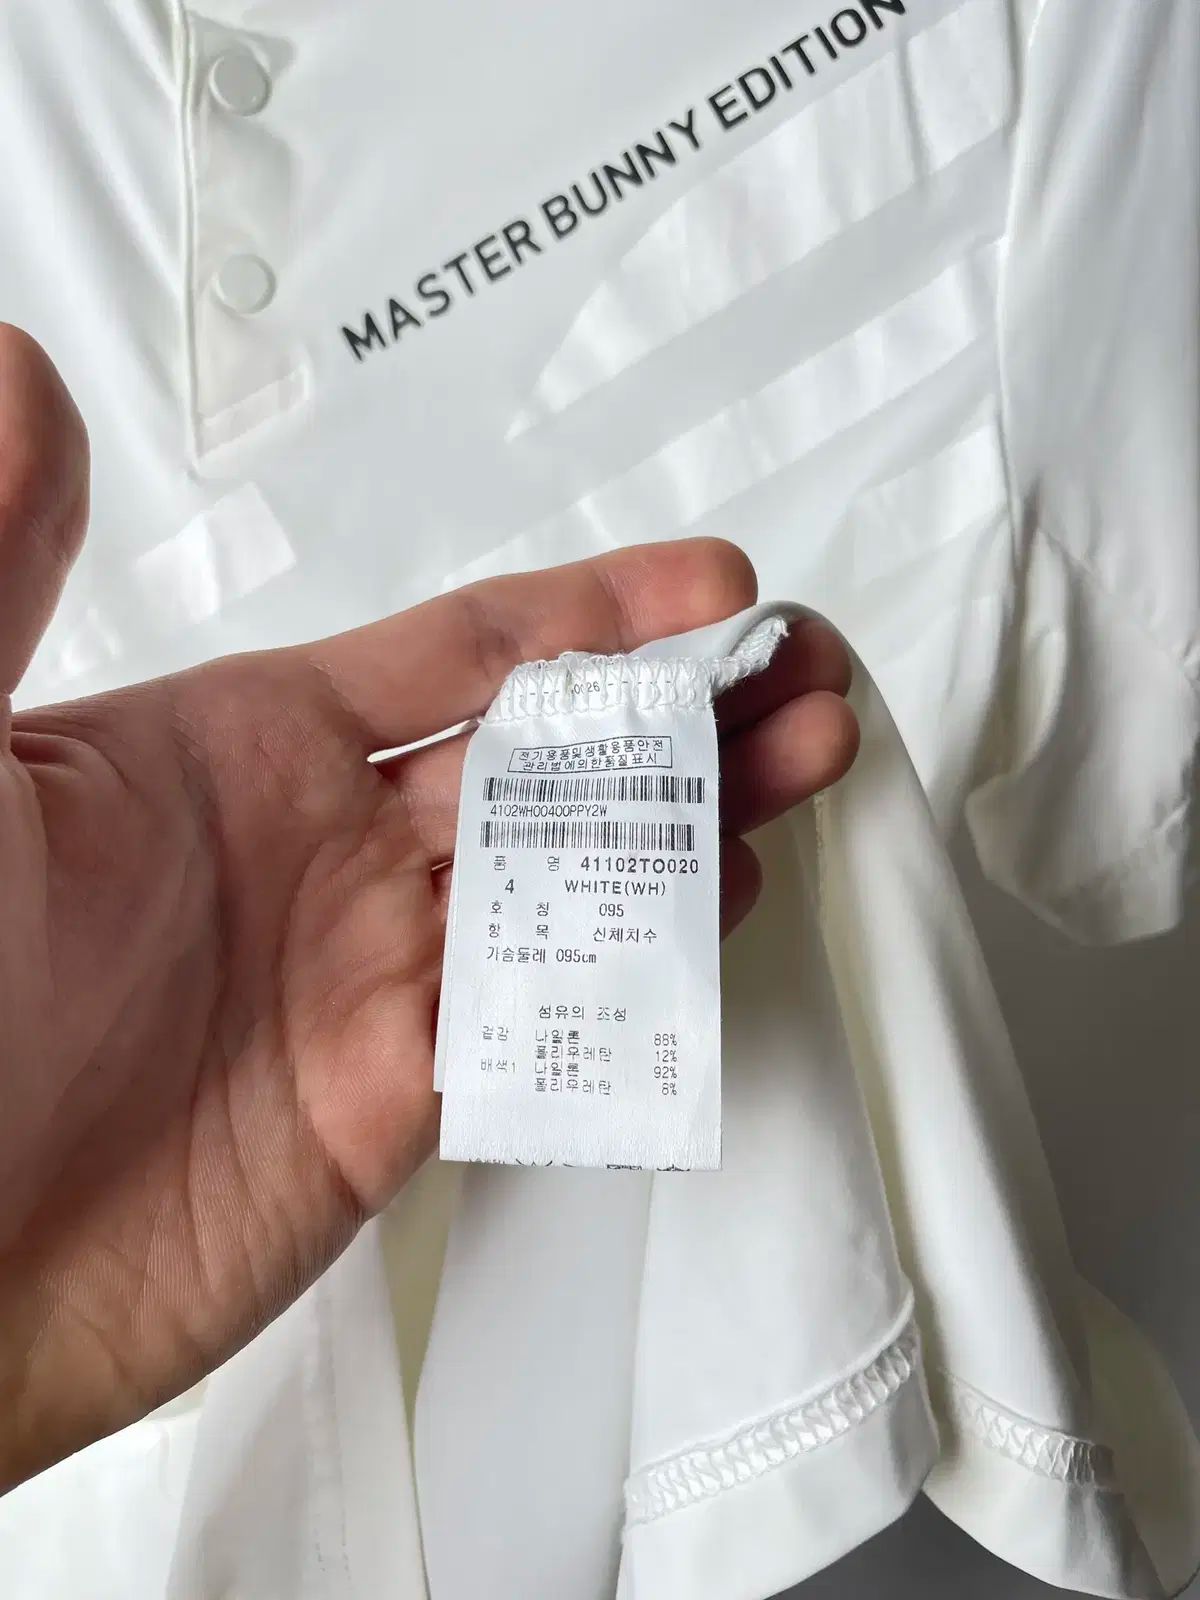 MASTER BUNNY EDITION
전기용품및생활용품안전
관리법에의한품질표시
4102WH00400PPY2W
품 명 41102TO020
4 WHITE(WH)
호 칭 095
항 목 신체치수
가슴둘레 095cm
섬유의 조성
겉감 나일론 88%
폴리우레탄 12%
배색1 나일론 92%
폴리우레탄 8%